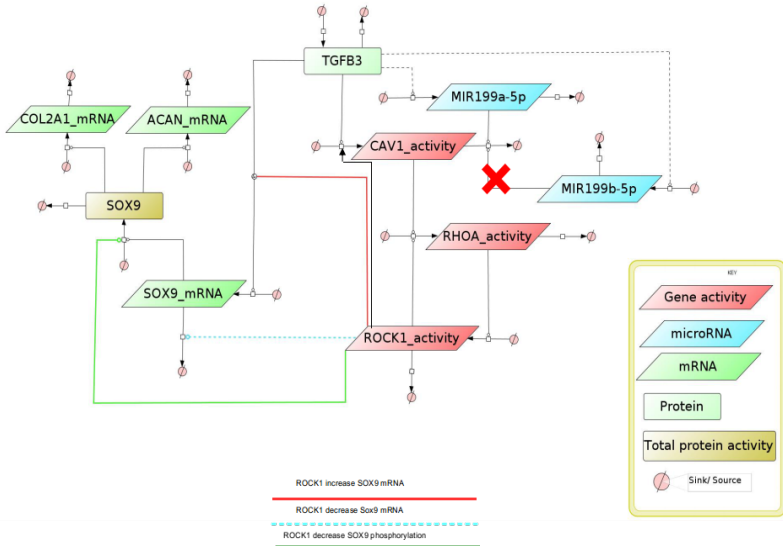 TGFB3
MIR199a-5p
COL2A1_mRNA
ACAN_mRNA
CAV1_activity
MIR199b-5p
SOX9
RHOA_activity
SOX9_mRNA
ROCK1_activity
KEY
Gene activity
microRNA
mRNA
Protein
Total protein activity
Sink/ Source
ROCK1 increase SOX9 mRNA
ROCK1 decrease Sox9 mRNA
ROCK1 decrease SOX9 phosphorylation